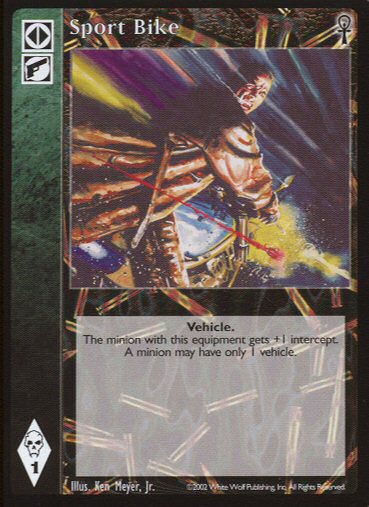 Sport Bike
Vehicle.
The minion with this equipment gets +1 intercept.
A minion may have only 1 vehicle.
1
Illus. Ken Meyer, Jr.
©2002 White Wolf Publishing, Inc. All Rights Reserved.